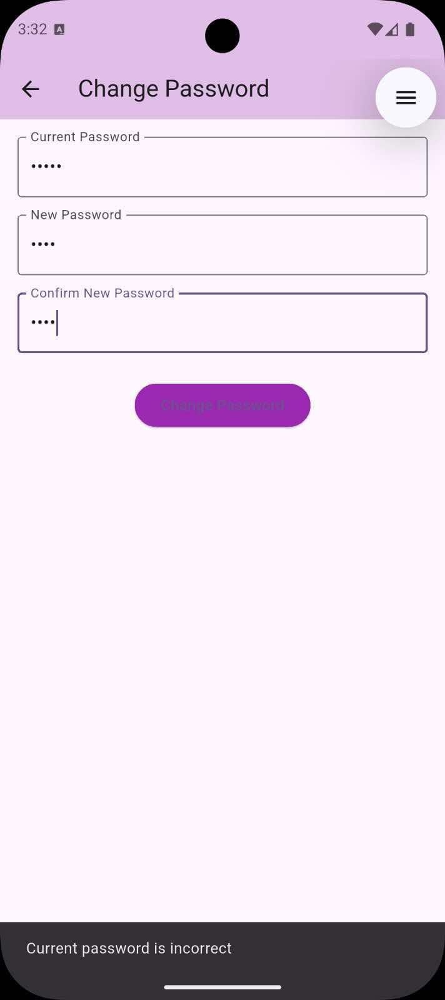 3:32 A
Change Password
Current Password
•••••
New Password
••••
Confirm New Password
••••
Change Password
Current password is incorrect